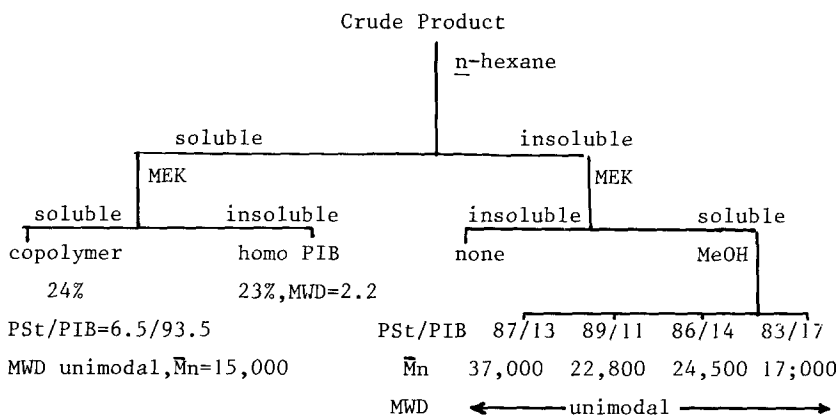 Crude Product
n-hexane
soluble insoluble
MEK MEK
soluble insoluble insoluble soluble
copolymer homo PIB none MeOH
24% 23%,MWD=2.2
PSt/PIB=6.5/93.5 PSt/PIB 87/13 89/11 86/14 83/17
MWD unimodal,M̄n=15,000 M̄n 37,000 22,800 24,500 17;000
MWD unimodal